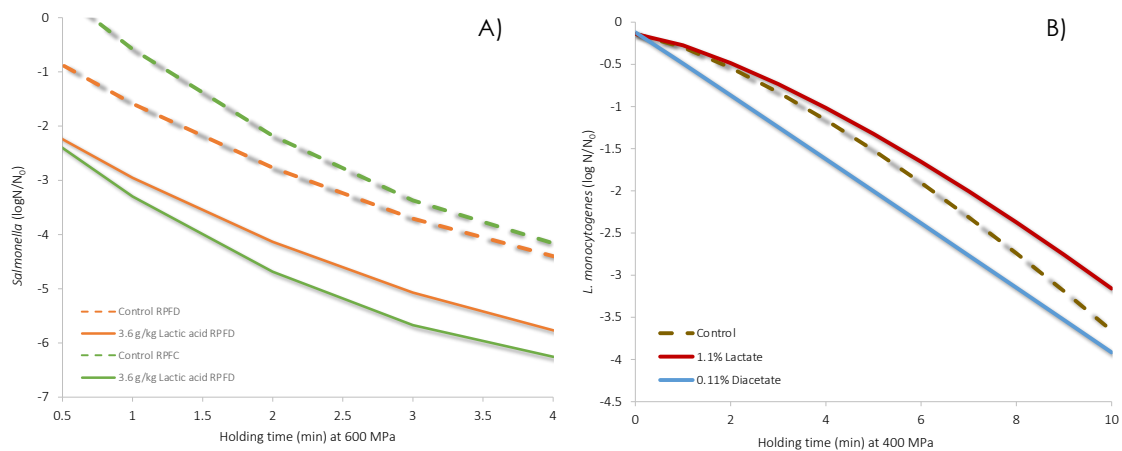 A)
0
-1
-2
-3
-4
-5
-6
-7
Salmonella (logN/N0)
Control RPFD
3.6 g/kg Lactic acid RPFD
Control RPFC
3.6 g/kg Lactic acid RPFD
0.5 1 1.5 2 2.5 3 3.5 4
Holding time (min) at 600 MPa
B)
0
-0.5
-1
-1.5
-2
-2.5
-3
-3.5
-4
-4.5
L. monocytogenes (log N/N0)
Control
1.1% Lactate
0.11% Diacetate
0 2 4 6 8 10
Holding time (min) at 400 MPa